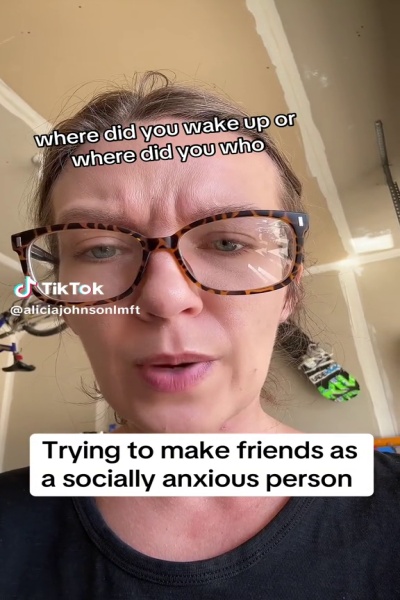 where did you wake up or
where did you who
TikTok
@aliciajohnsonlmft
Trying to make friends as
a socially anxious person